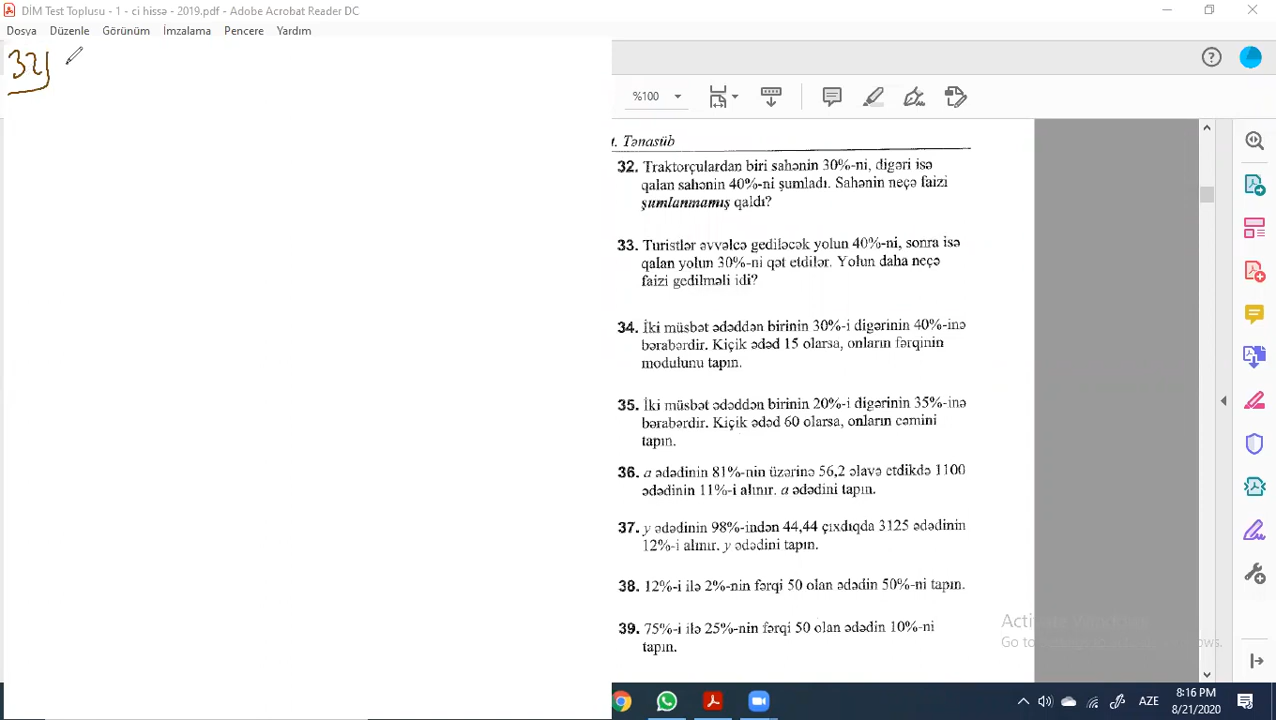 DİM Test Toplusu - 1 - ci hissə - 2019.pdf - Adobe Acrobat Reader DC
Dosya Düzenle Görünüm İmzalama Pencere Yardım
32)
%100
t. Tənasüb
32. Traktorçulardan biri sahənin 30%-ni, digəri isə
qalan sahənin 40%-ni şumladı. Sahənin neçə faizi
şumlanmamış qaldı?
33. Turistlər əvvəlcə gediləcək yolun 40%-ni, sonra isə
qalan yolun 30%-ni qət etdilər. Yolun daha neçə
faizi gedilməli idi?
34. İki müsbət ədəddən birinin 30%-i digərinin 40%-inə
bərabərdir. Kiçik ədəd 15 olarsa, onların fərqinin
modulunu tapın.
35. İki müsbət ədəddən birinin 20%-i digərinin 35%-inə
bərabərdir. Kiçik ədəd 60 olarsa, onların cəmini
tapın.
36. a ədədinin 81%-nin üzərinə 56,2 əlavə etdikdə 1100
ədədinin 11%-i alınır. a ədədini tapın.
37. y ədədinin 98%-indən 44,44 çıxdıqda 3125 ədədinin
12%-i alınır. y ədədini tapın.
38. 12%-i ilə 2%-nin fərqi 50 olan ədədin 50%-ni tapın.
39. 75%-i ilə 25%-nin fərqi 50 olan ədədin 10%-ni
tapın.
Go to
AZE
8:16 PM
8/21/2020